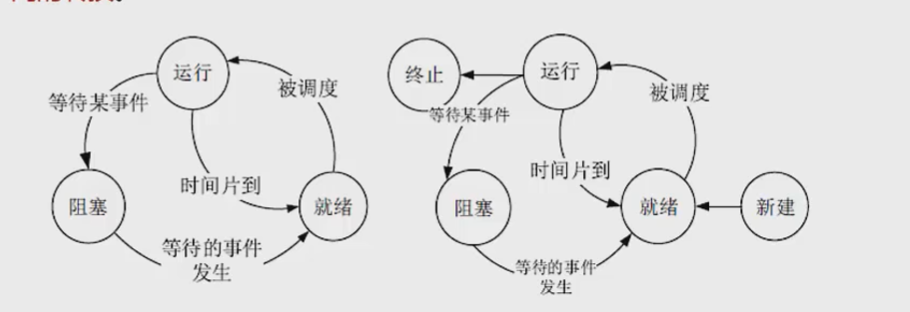 运行
等待某事件
被调度
时间片到
阻塞
就绪
等待的事件
发生
终止
运行
等待某事件
被调度
时间片到
阻塞
就绪
新建
等待的事件
发生